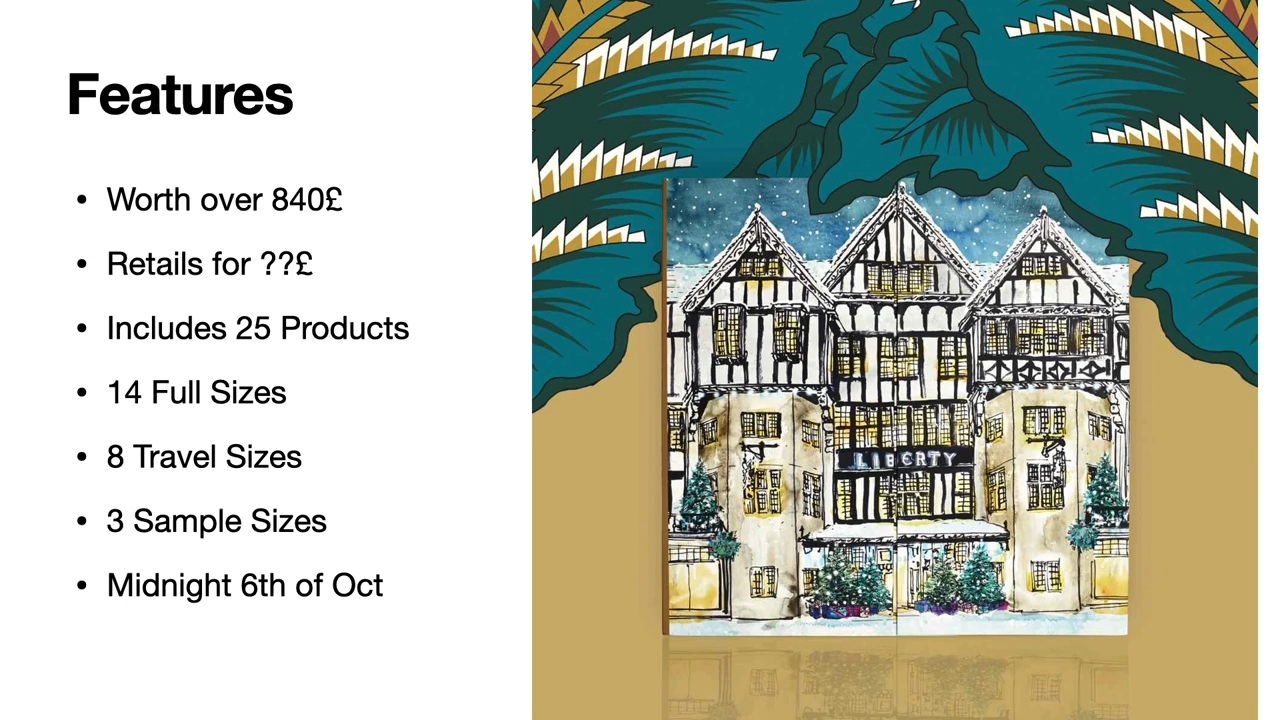 Features
• Worth over 840£
• Retails for ??£
• Includes 25 Products
• 14 Full Sizes
• 8 Travel Sizes
• 3 Sample Sizes
• Midnight 6th of Oct
LIBERTY